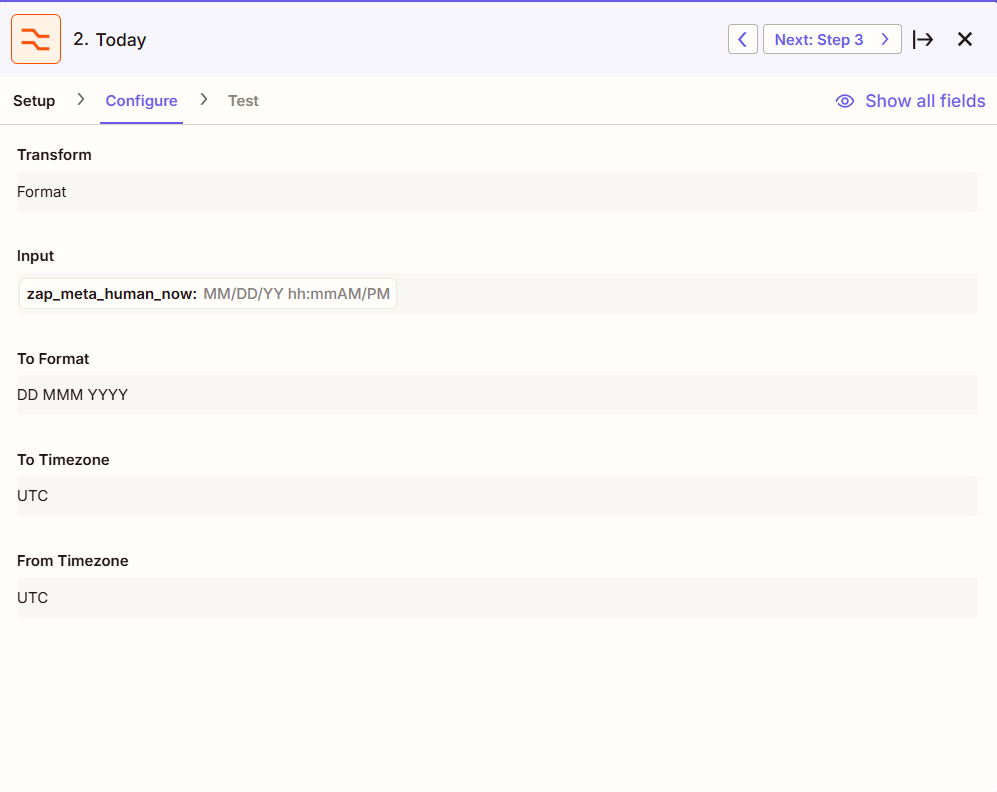 2. Today
Next: Step 3
Setup
Configure
Test
Show all fields
Transform
Format
Input
zap_meta_human_now: MM/DD/YY hh:mmAM/PM
To Format
DD MMM YYYY
To Timezone
UTC
From Timezone
UTC